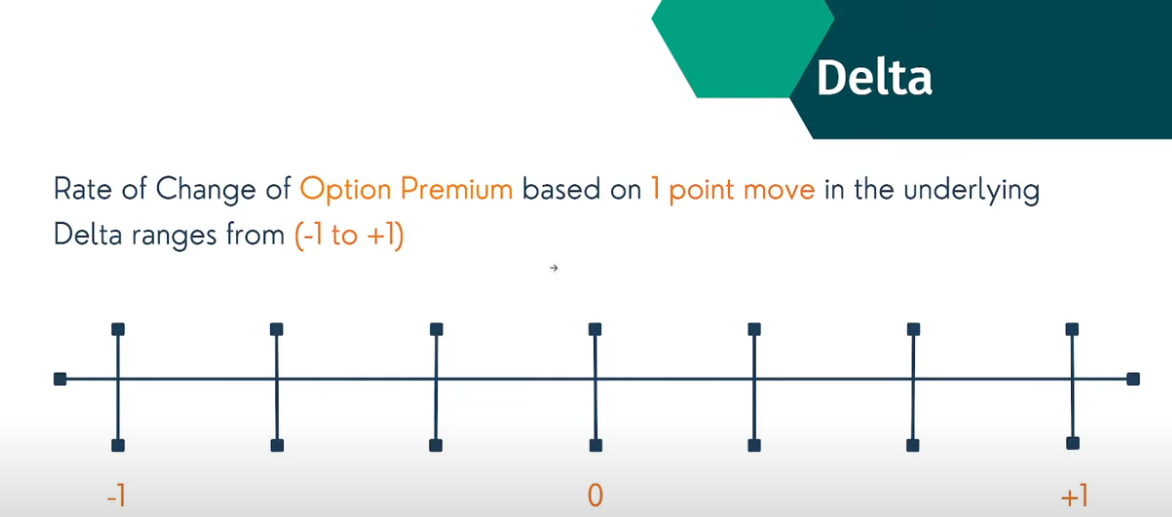 Delta
Rate of Change of Option Premium based on 1 point move in the underlying
Delta ranges from (-1 to +1)
-1
0
+1